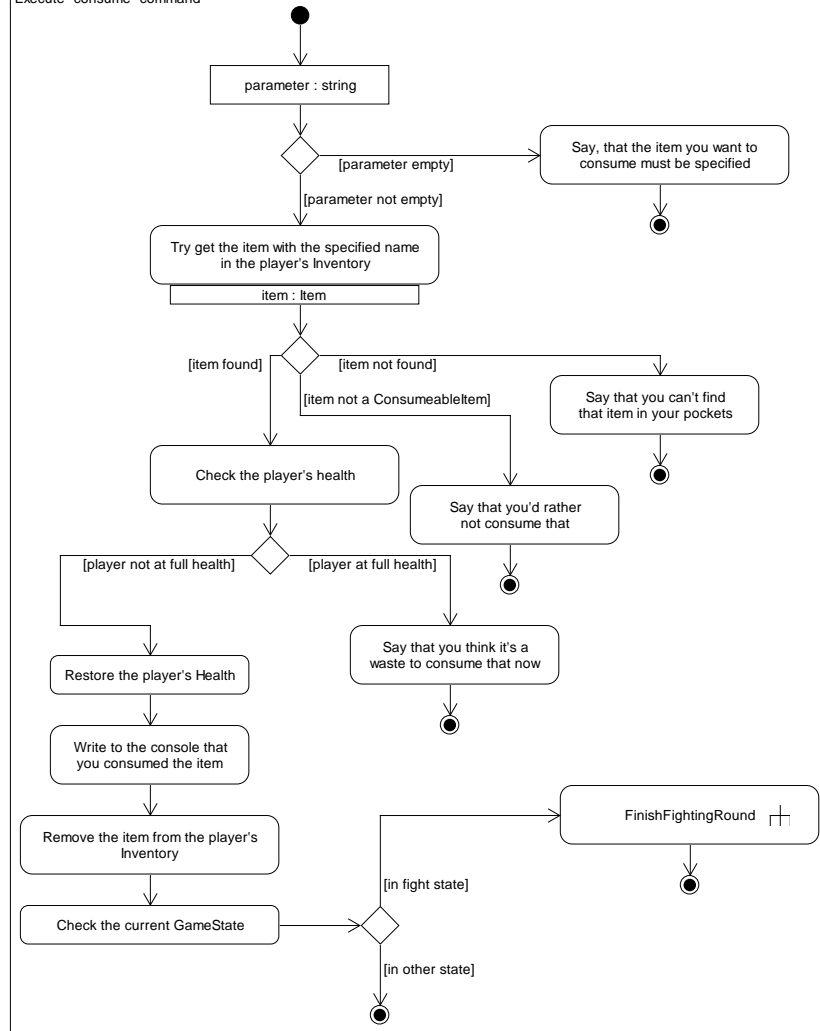 Execute "consume" command
parameter : string
[parameter empty]
Say, that the item you want to
consume must be specified
[parameter not empty]
Try get the item with the specified name
in the player's Inventory
item : Item
[item found]
[item not found]
[item not a ConsumeableItem]
Say that you can't find
that item in your pockets
Check the player's health
Say that you'd rather
not consume that
[player not at full health]
[player at full health]
Say that you think it's a
waste to consume that now
Restore the player's Health
Write to the console that
you consumed the item
Remove the item from the player's
Inventory
FinishFightingRound
[in fight state]
Check the current GameState
[in other state]